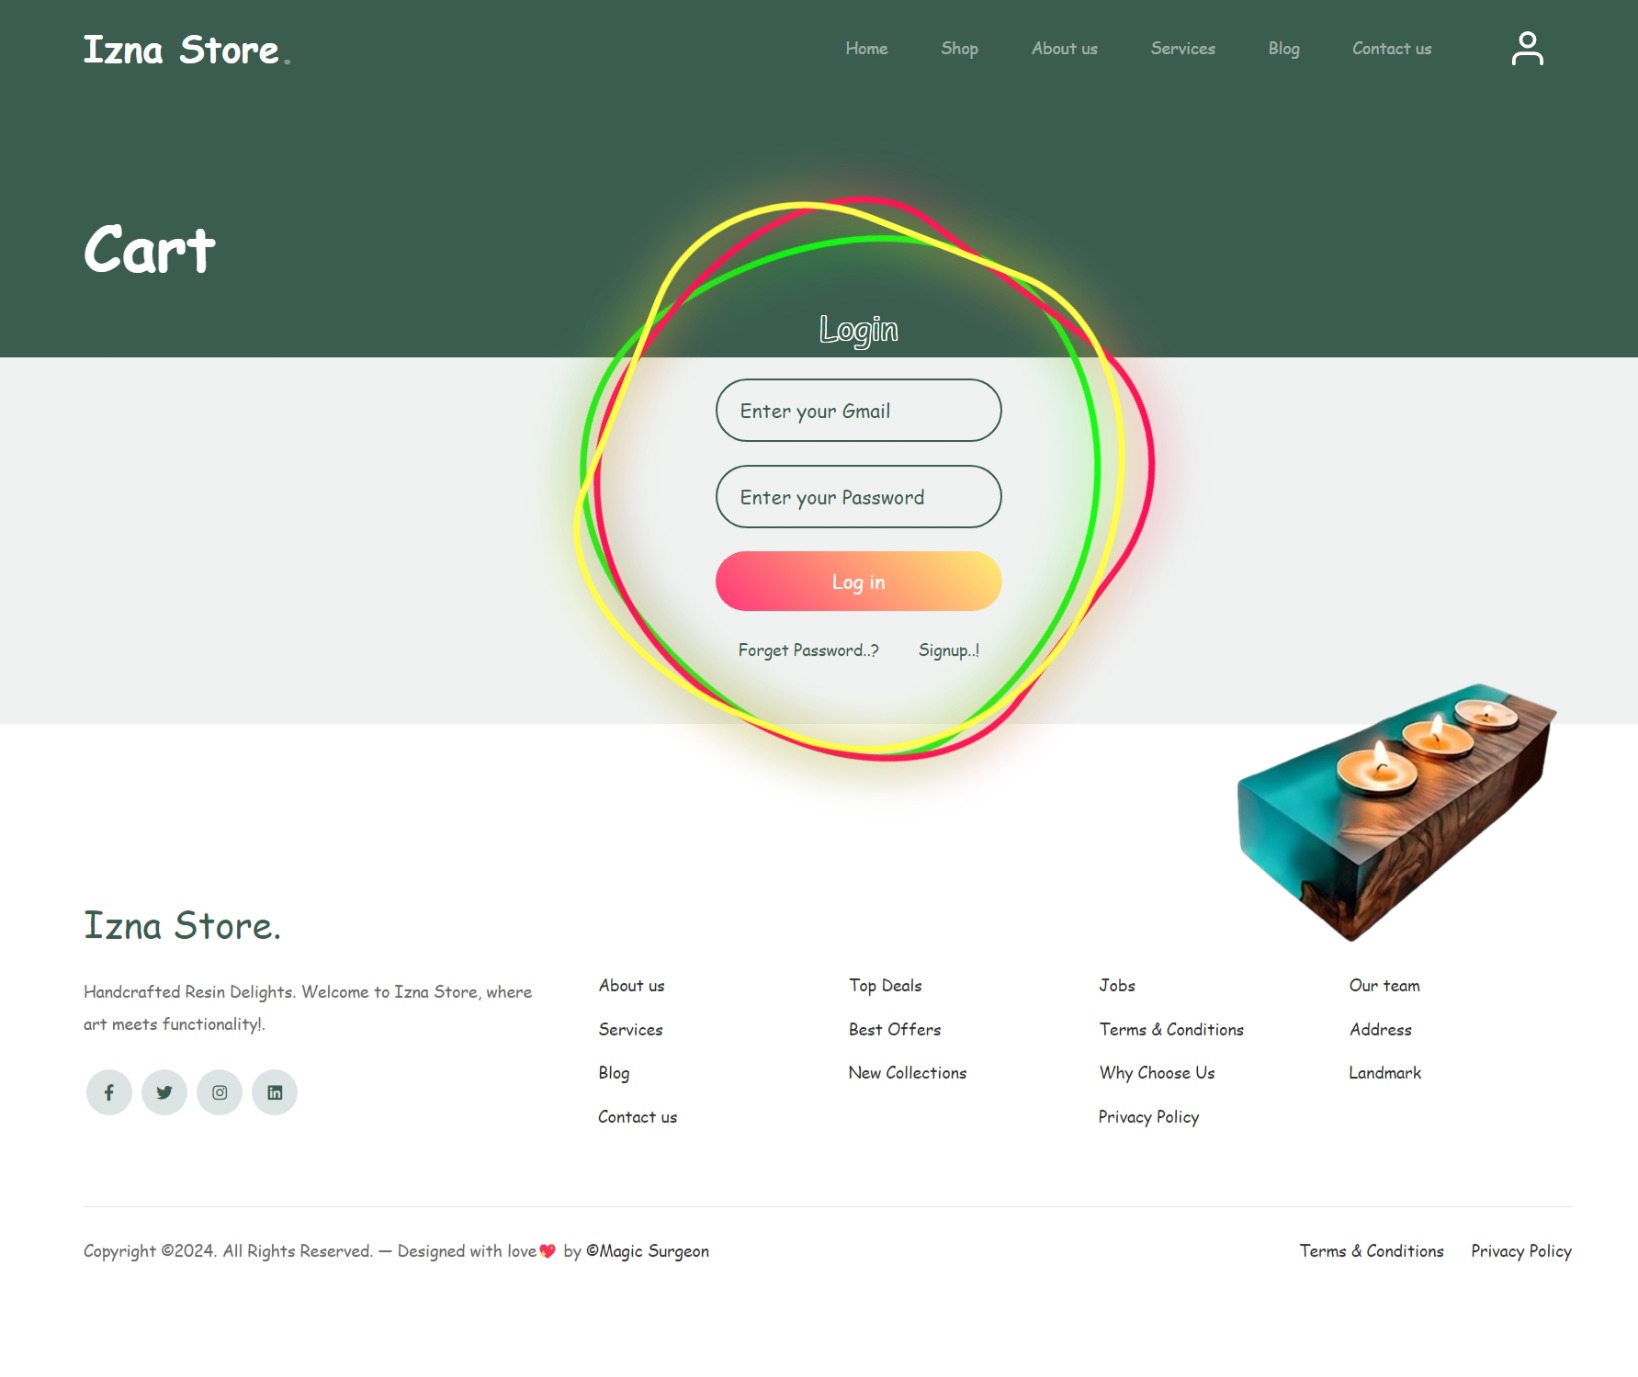 Izna Store.
Home Shop About us Services Blog Contact us
Cart
Login
Enter your Gmail
Enter your Password
Log in
Forget Password..? Signup..!
Izna Store.
Handcrafted Resin Delights. Welcome to Izna Store, where
art meets functionality!.
About us
Services
Blog
Contact us
Top Deals
Best Offers
New Collections
Jobs
Terms & Conditions
Why Choose Us
Privacy Policy
Our team
Address
Landmark
Copyright ©2024. All Rights Reserved. — Designed with love💖 by ©Magic Surgeon
Terms & Conditions Privacy Policy